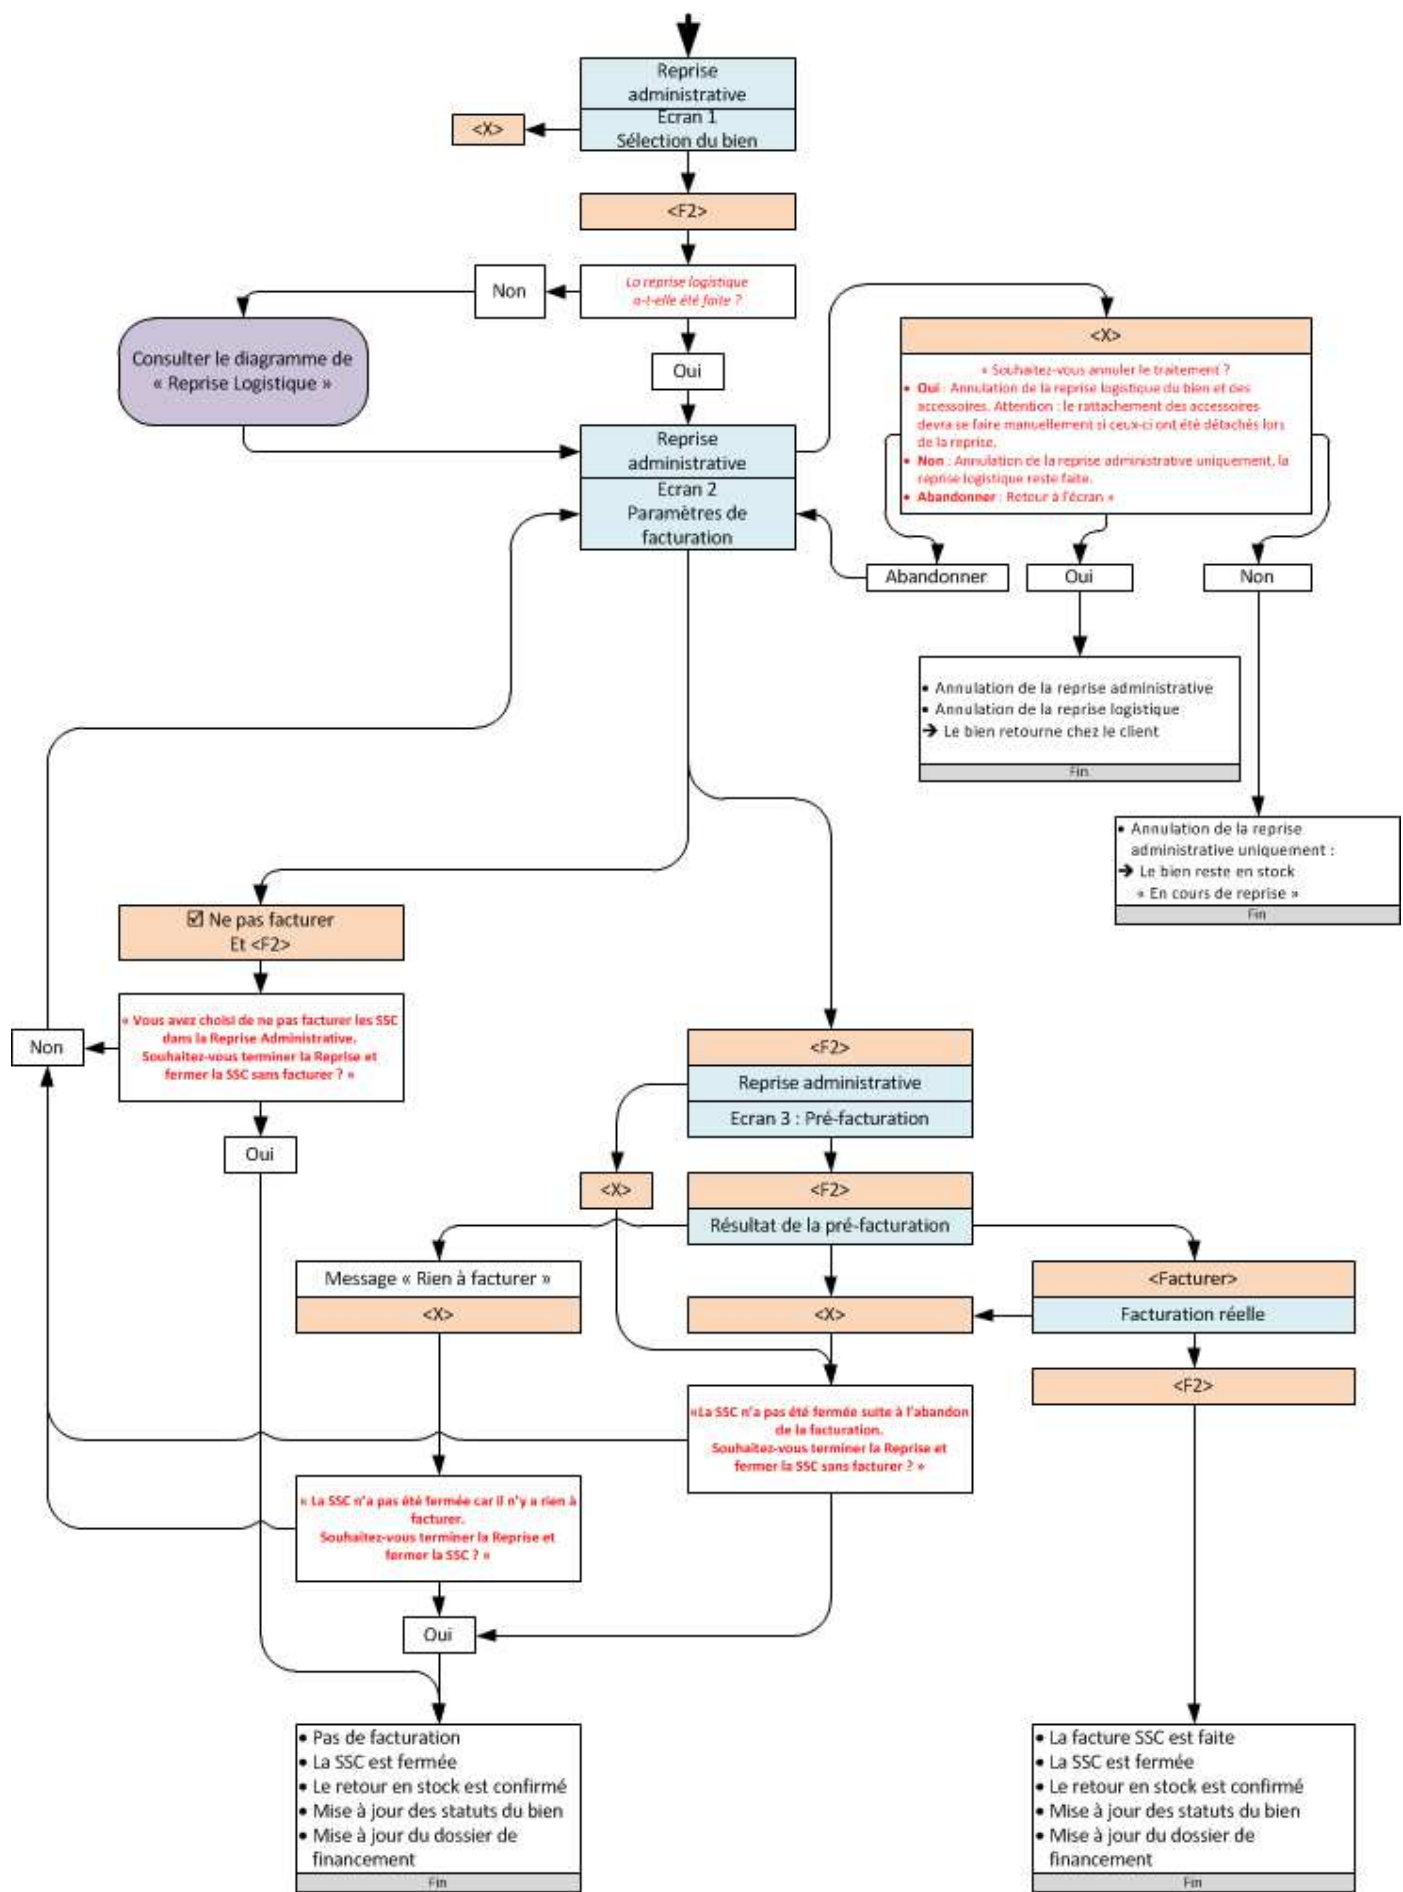 Reprise
administrative
Ecran 1
Sélection du bien
<X>
<F2>
La reprise logistique
a-t-elle été faite ?
Non
Consulter le diagramme de
« Reprise Logistique »
Oui
Reprise
administrative
Ecran 2
Paramètres de
facturation
<X>
« Souhaitez-vous annuler le traitement ?
• Oui : Annulation de la reprise logistique du bien et des
accessoires. Attention : le rattachement des accessoires
devra se faire manuellement si ceux-ci ont été détachés lors
de la reprise.
• Non : Annulation de la reprise administrative uniquement, la
reprise logistique reste faite.
• Abandonner : Retour à l'écran »
Abandonner
Oui
Non
• Annulation de la reprise administrative
• Annulation de la reprise logistique
➔ Le bien retourne chez le client
Fin
• Annulation de la reprise
administrative uniquement :
➔ Le bien reste en stock
« En cours de reprise »
Fin
☑ Ne pas facturer
Et <F2>
« Vous avez choisi de ne pas facturer les SSC
dans la Reprise Administrative.
Souhaitez-vous terminer la Reprise et
fermer la SSC sans facturer ? »
Non
Oui
<F2>
Reprise administrative
Ecran 3 : Pré-facturation
<X>
<F2>
Résultat de la pré-facturation
Message « Rien à facturer »
<X>
<X>
<Facturer>
Facturation réelle
<F2>
«La SSC n'a pas été fermée suite à l'abandon
de la facturation.
Souhaitez-vous terminer la Reprise et
fermer la SSC sans facturer ? »
« La SSC n'a pas été fermée car il n'y a rien à
facturer.
Souhaitez-vous terminer la Reprise et
fermer la SSC ? «
Oui
• Pas de facturation
• La SSC est fermée
• Le retour en stock est confirmé
• Mise à jour des statuts du bien
• Mise à jour du dossier de
financement
Fin
• La facture SSC est faite
• La SSC est fermée
• Le retour en stock est confirmé
• Mise à jour des statuts du bien
• Mise à jour du dossier de
financement
Fin